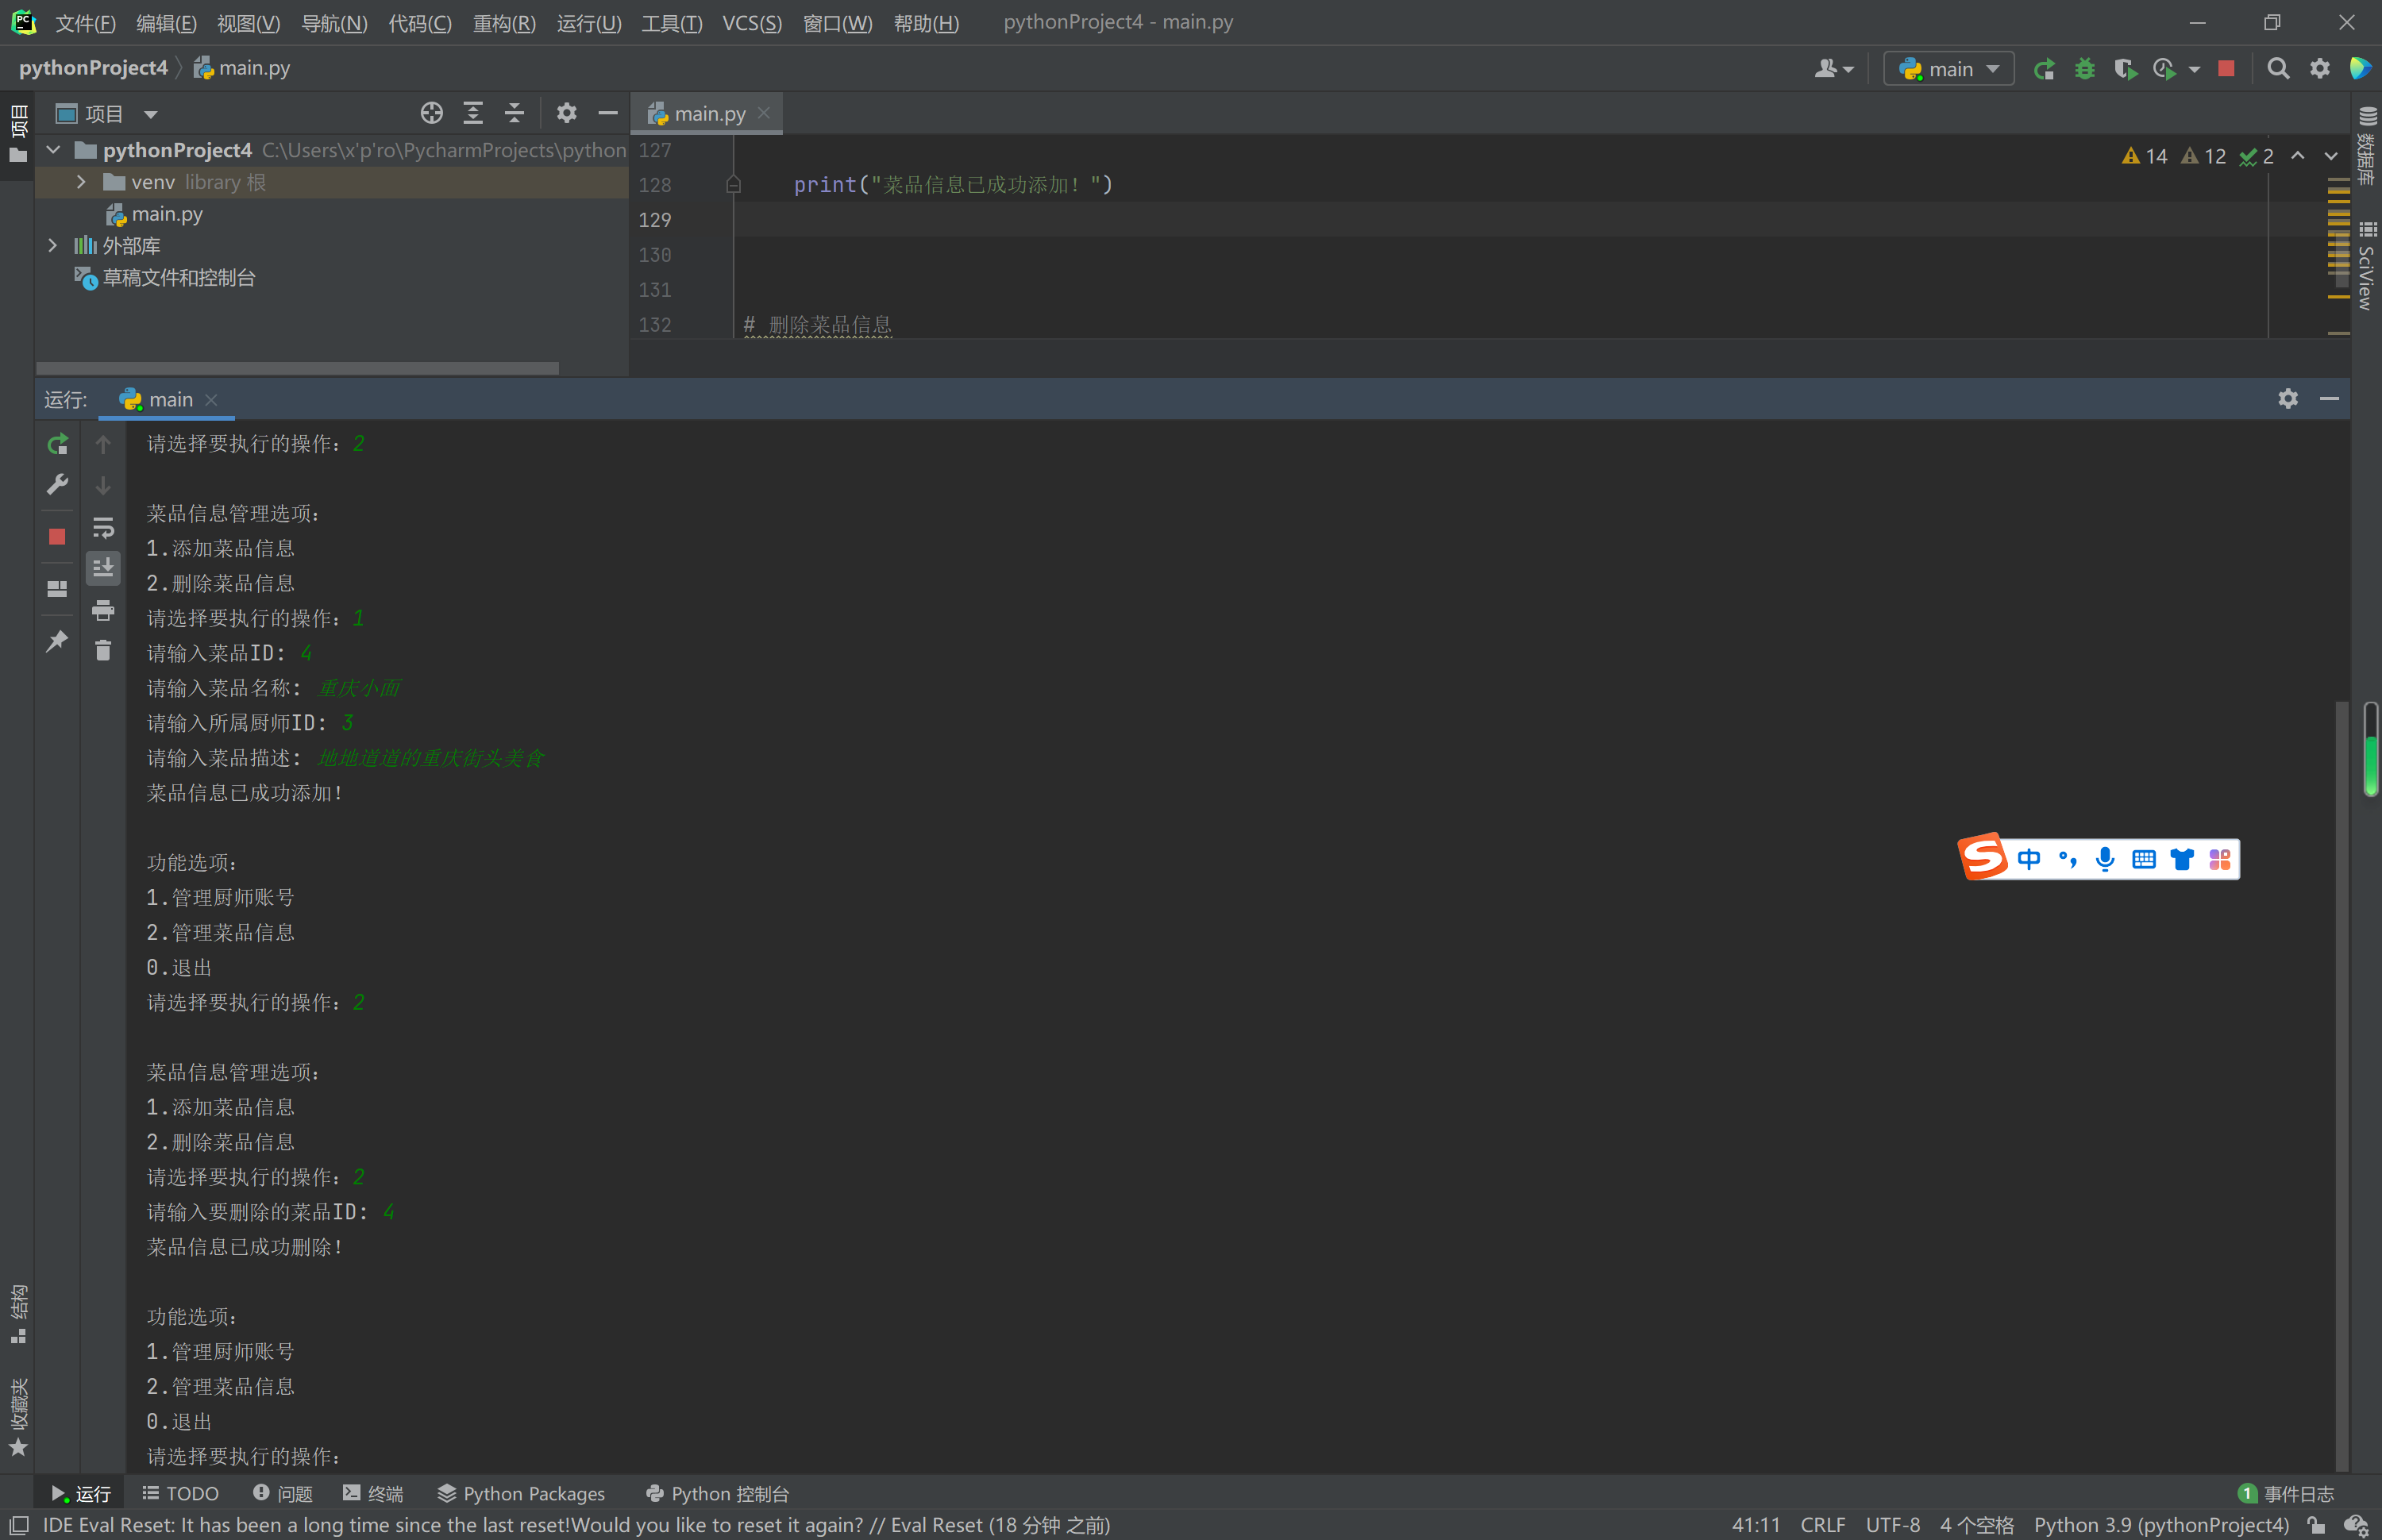 文件(F) 编辑(E) 视图(V) 导航(N) 代码(C) 重构(R) 运行(U) 工具(T) VCS(S) 窗口(W) 帮助(H) pythonProject4 - main.py
pythonProject4 main.py main
项目
项目
main.py
pythonProject4 C:\Users\x'p'ro\PycharmProjects\python
venv library 根
main.py
外部库
草稿文件和控制台
127
128 print("菜品信息已成功添加！")
129
130
131
132 # 删除菜品信息
14 12 2
数据库
SciView
运行: main
请选择要执行的操作：2
菜品信息管理选项：
1.添加菜品信息
2.删除菜品信息
请选择要执行的操作：1
请输入菜品ID: 4
请输入菜品名称: 重庆小面
请输入所属厨师ID: 3
请输入菜品描述: 地地道道的重庆街头美食
菜品信息已成功添加！
功能选项：
1.管理厨师账号
2.管理菜品信息
0.退出
请选择要执行的操作：2
菜品信息管理选项：
1.添加菜品信息
2.删除菜品信息
请选择要执行的操作：2
请输入要删除的菜品ID: 4
菜品信息已成功删除！
功能选项：
1.管理厨师账号
2.管理菜品信息
0.退出
请选择要执行的操作：
中
结构
收藏夹
运行 TODO 问题 终端 Python Packages Python 控制台 1 事件日志
IDE Eval Reset: It has been a long time since the last reset!Would you like to reset it again? // Eval Reset (18 分钟 之前) 41:11 CRLF UTF-8 4 个空格 Python 3.9 (pythonProject4)